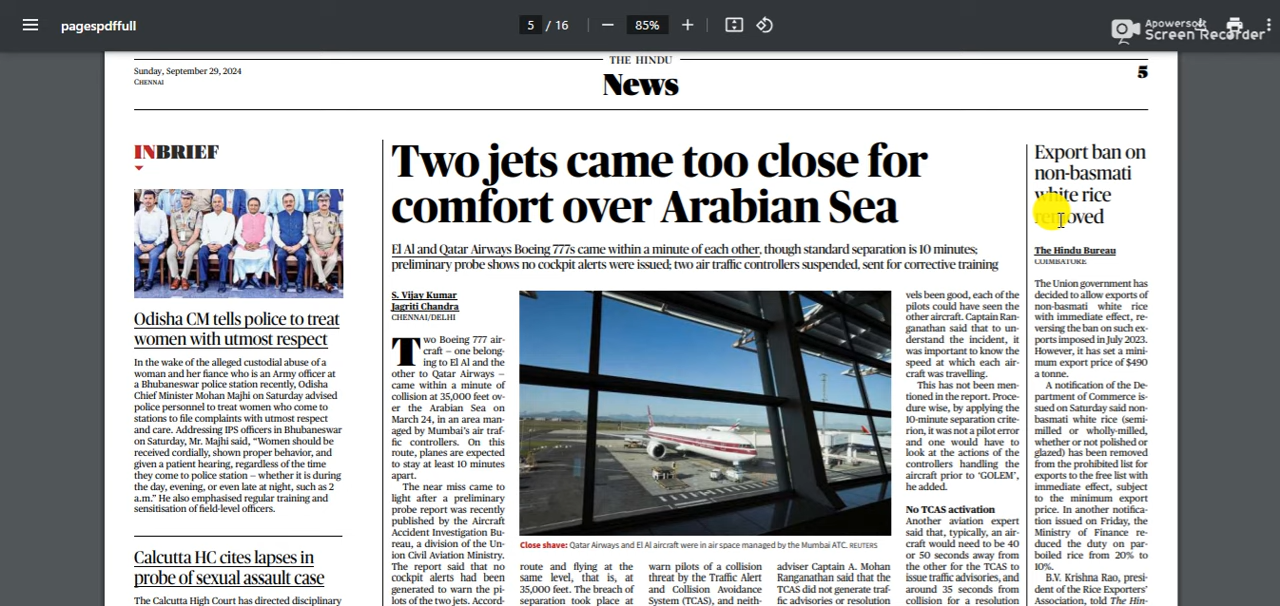 pagespdffull
5 / 16
85%
Apowersoft
Screen Recorder
Sunday, September 29, 2024
CHENNAI
THE HINDU
News
5
INBRIEF
Odisha CM tells police to treat
women with utmost respect
In the wake of the alleged custodial abuse of a
woman and her fiance who is an Army officer at
a Bhubaneswar police station recently, Odisha
Chief Minister Mohan Majhi on Saturday advised
police personnel to treat women who come to
stations to file complaints with utmost respect
and care. Addressing IPS officers in Bhubaneswar
on Saturday, Mr. Majhi said, “Women should be
received cordially, shown proper behavior, and
given a patient hearing, regardless of the time
they come to police station – whether it is during
the day, evening, or even late at night, such as 2
a.m.” He also emphasised regular training and
sensitisation of field-level officers.
Calcutta HC cites lapses in
probe of sexual assault case
The Calcutta High Court has directed disciplinary
Two jets came too close for
comfort over Arabian Sea
El Al and Qatar Airways Boeing 777s came within a minute of each other, though standard separation is 10 minutes;
preliminary probe shows no cockpit alerts were issued; two air traffic controllers suspended, sent for corrective training
S. Vijay Kumar
Jagriti Chandra
CHENNAI/DELHI
Two Boeing 777 air-
craft – one belong-
ing to El Al and the
other to Qatar Airways –
came within a minute of
collision at 35,000 feet ov-
er the Arabian Sea on
March 24, in an area man-
aged by Mumbai's air traf-
fic controllers. On this
route, planes are expected
to stay at least 10 minutes
apart.
The near miss came to
light after a preliminary
probe report was recently
published by the Aircraft
Accident Investigation Bu-
reau, a division of the Un-
ion Civil Aviation Ministry.
The report said that no
cockpit alerts had been
generated to warn the pi-
lots of the two jets. Accord-
Close shave: Qatar Airways and El Al aircraft were in air space managed by the Mumbai ATC. REUTERS
route and flying at the
same level, that is, at
35,000 feet. The breach of
separation took place at
warn pilots of a collision
threat by the Traffic Alert
and Collision Avoidance
System (TCAS), and neith-
adviser Captain A. Mohan
Ranganathan said that the
TCAS did not generate traf-
fic advisories or resolution
vels been good, each of the
pilots could have seen the
other aircraft. Captain Ran-
ganathan said that to un-
derstand the incident, it
was important to know the
speed at which each air-
craft was travelling.
This has not been men-
tioned in the report. Proce-
dure wise, by applying the
10-minute separation crite-
rion, it was not a pilot error
and one would have to
look at the actions of the
controllers handling the
aircraft prior to ‘GOLEM’,
he added.
No TCAS activation
Another aviation expert
said that, typically, an air-
craft would need to be 40
or 50 seconds away from
the other for the TCAS to
issue traffic advisories, and
around 35 seconds from
collision for a resolution
Export ban on
non-basmati
white rice
removed
The Hindu Bureau
COIMBATORE
The Union government has
decided to allow exports of
non-basmati white rice
with immediate effect, re-
versing the ban on such ex-
ports imposed in July 2023.
However, it has set a mini-
mum export price of $490
a tonne.
A notification of the De-
partment of Commerce is-
sued on Saturday said non-
basmati white rice (semi-
milled or wholly-milled,
whether or not polished or
glazed) has been removed
from the prohibited list for
exports to the free list with
immediate effect, subject
to the minimum export
price. In another notifica-
tion issued on Friday, the
Ministry of Finance re-
duced the duty on par-
boiled rice from 20% to
10%.
B.V. Krishna Rao, presi-
dent of the Rice Exporters'
Association, told The Hin-